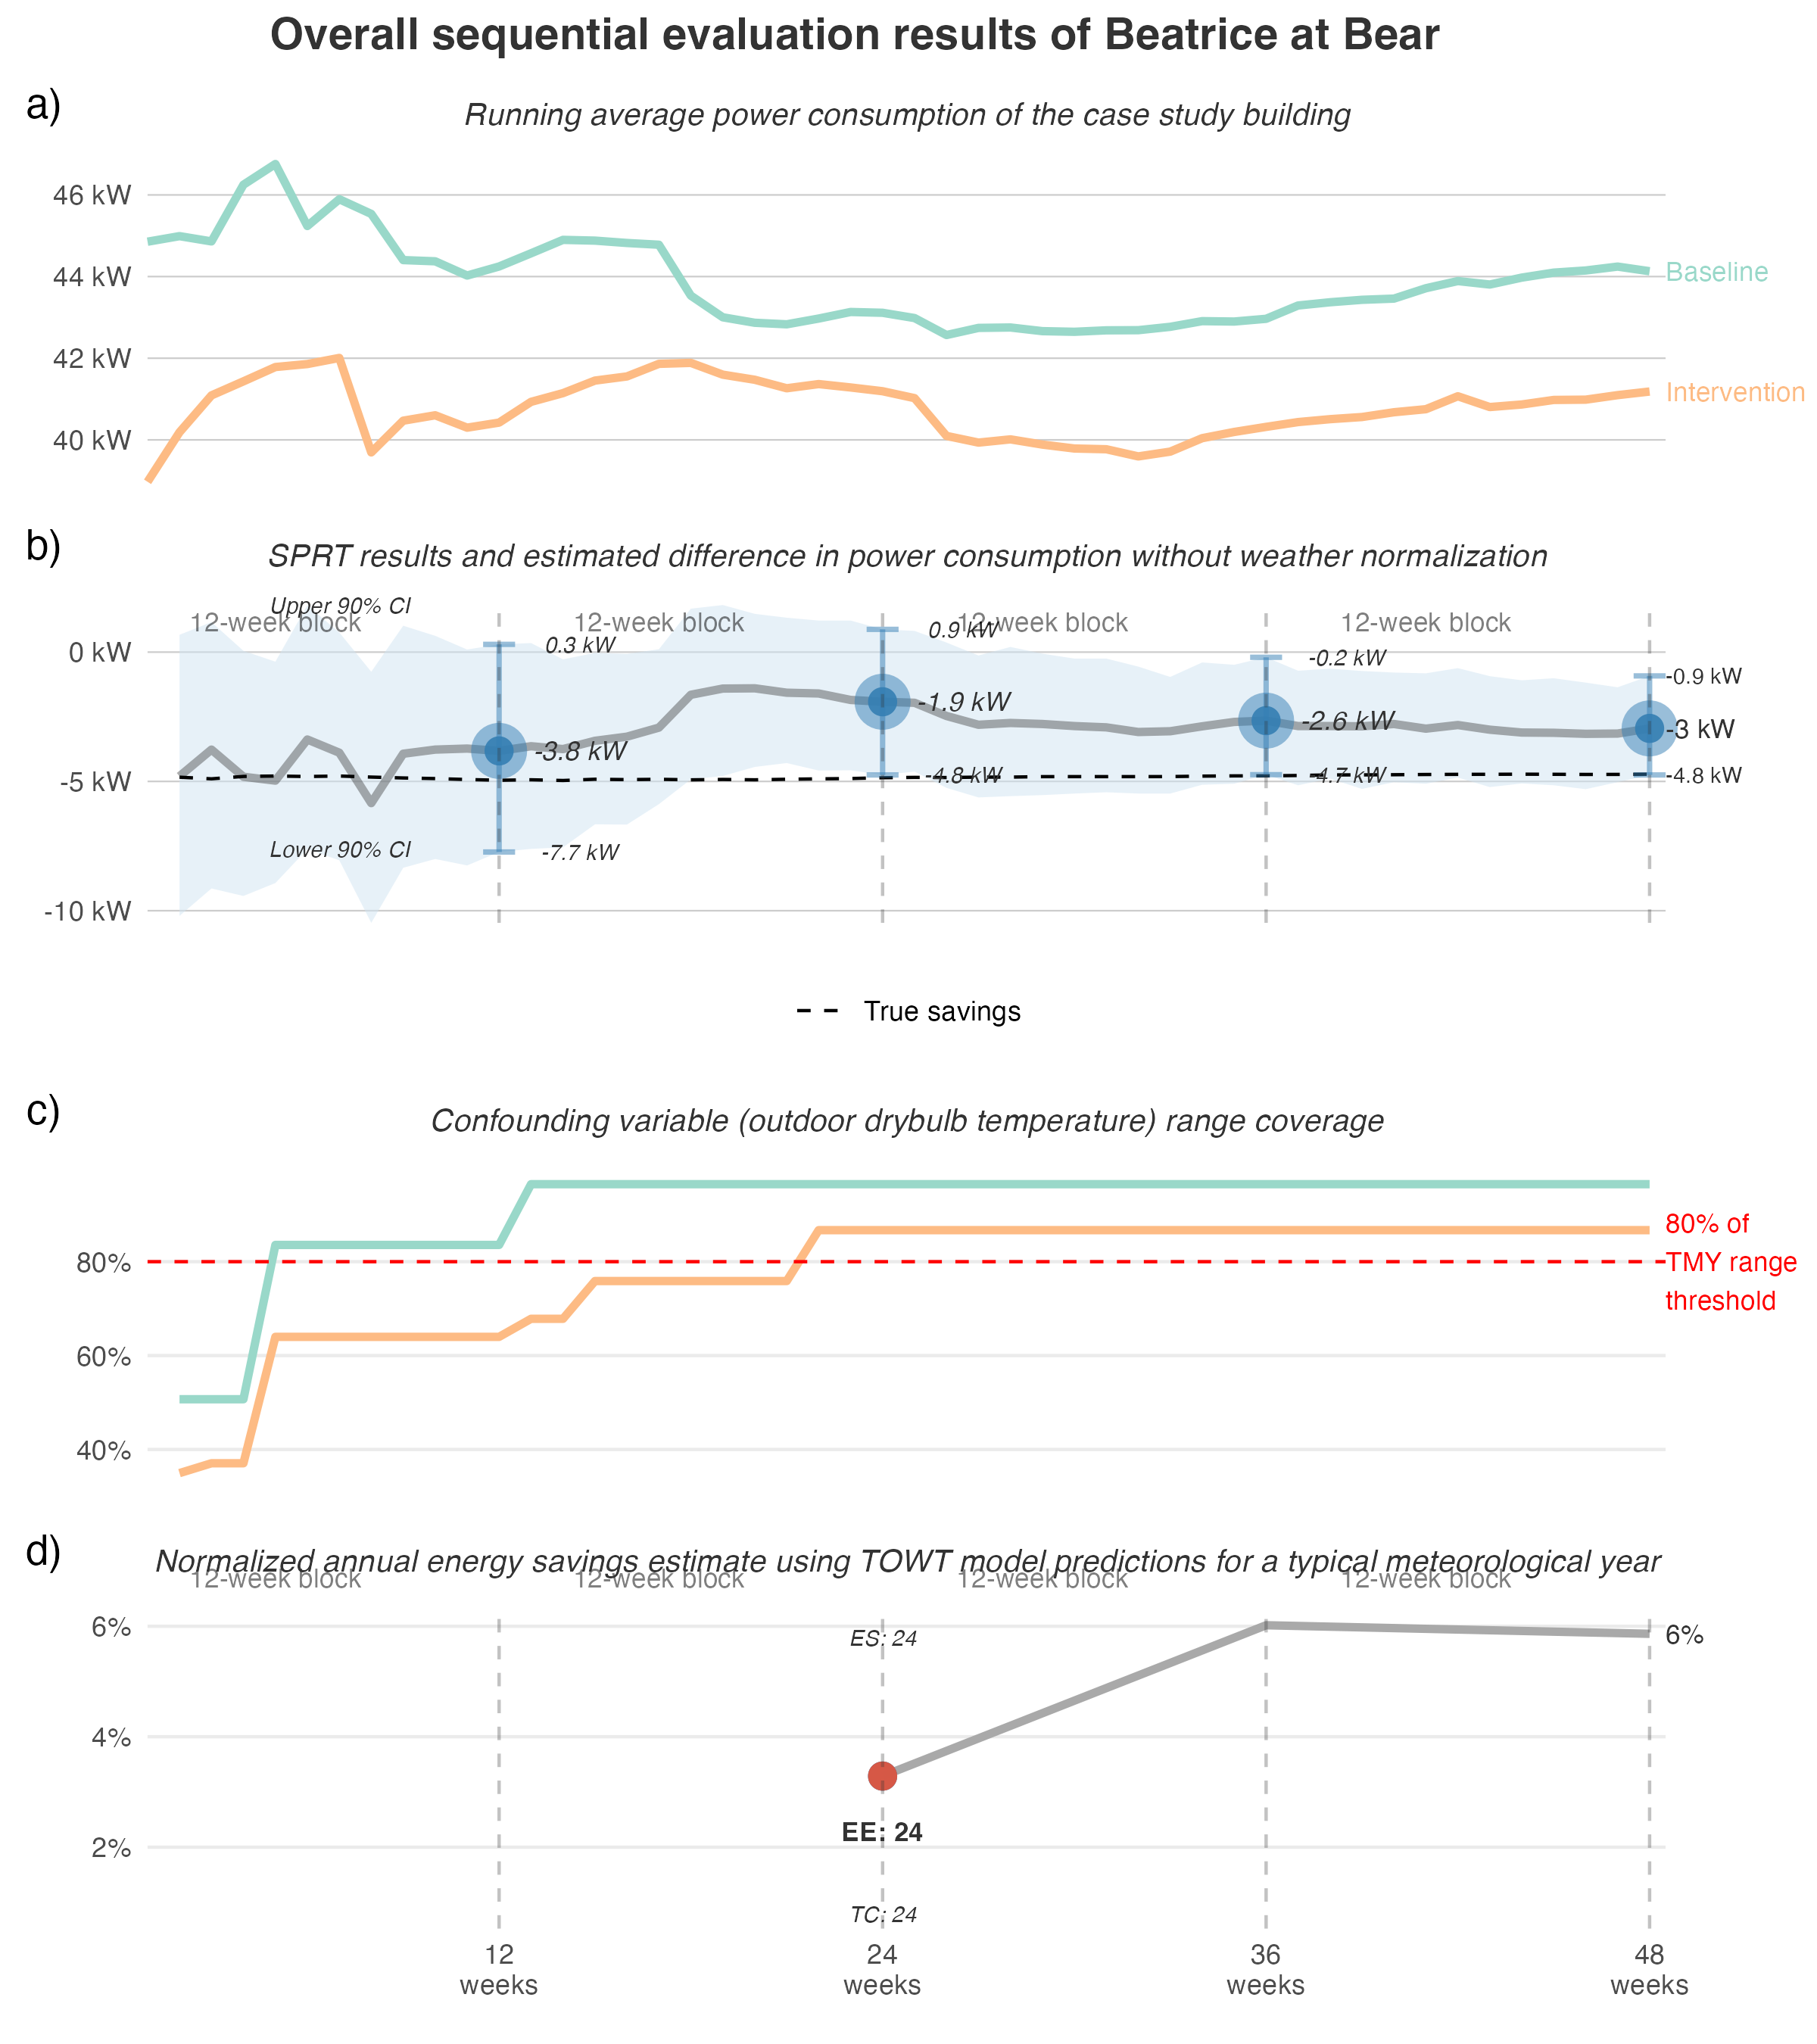 Overall sequential evaluation results of Beatrice at Bear
a)
Running average power consumption of the case study building
46 kW
44 kW
42 kW
40 kW
Baseline
Intervention
b)
SPRT results and estimated difference in power consumption without weather normalization
Upper 90% CI
12-week block
12-week block
12-week block
12-week block
0 kW
-5 kW
-10 kW
0.3 kW
-3.8 kW
-7.7 kW
0.9 kW
-1.9 kW
-4.8 kW
-0.2 kW
-2.6 kW
-4.7 kW
-0.9 kW
-3 kW
-4.8 kW
Lower 90% CI
True savings
c)
Confounding variable (outdoor drybulb temperature) range coverage
80%
60%
40%
80% of
TMY range
threshold
d)
Normalized annual energy savings estimate using TOWT model predictions for a typical meteorological year
12-week block
12-week block
12-week block
12-week block
6%
4%
2%
ES: 24
6%
EE: 24
TC: 24
12
weeks
24
weeks
36
weeks
48
weeks